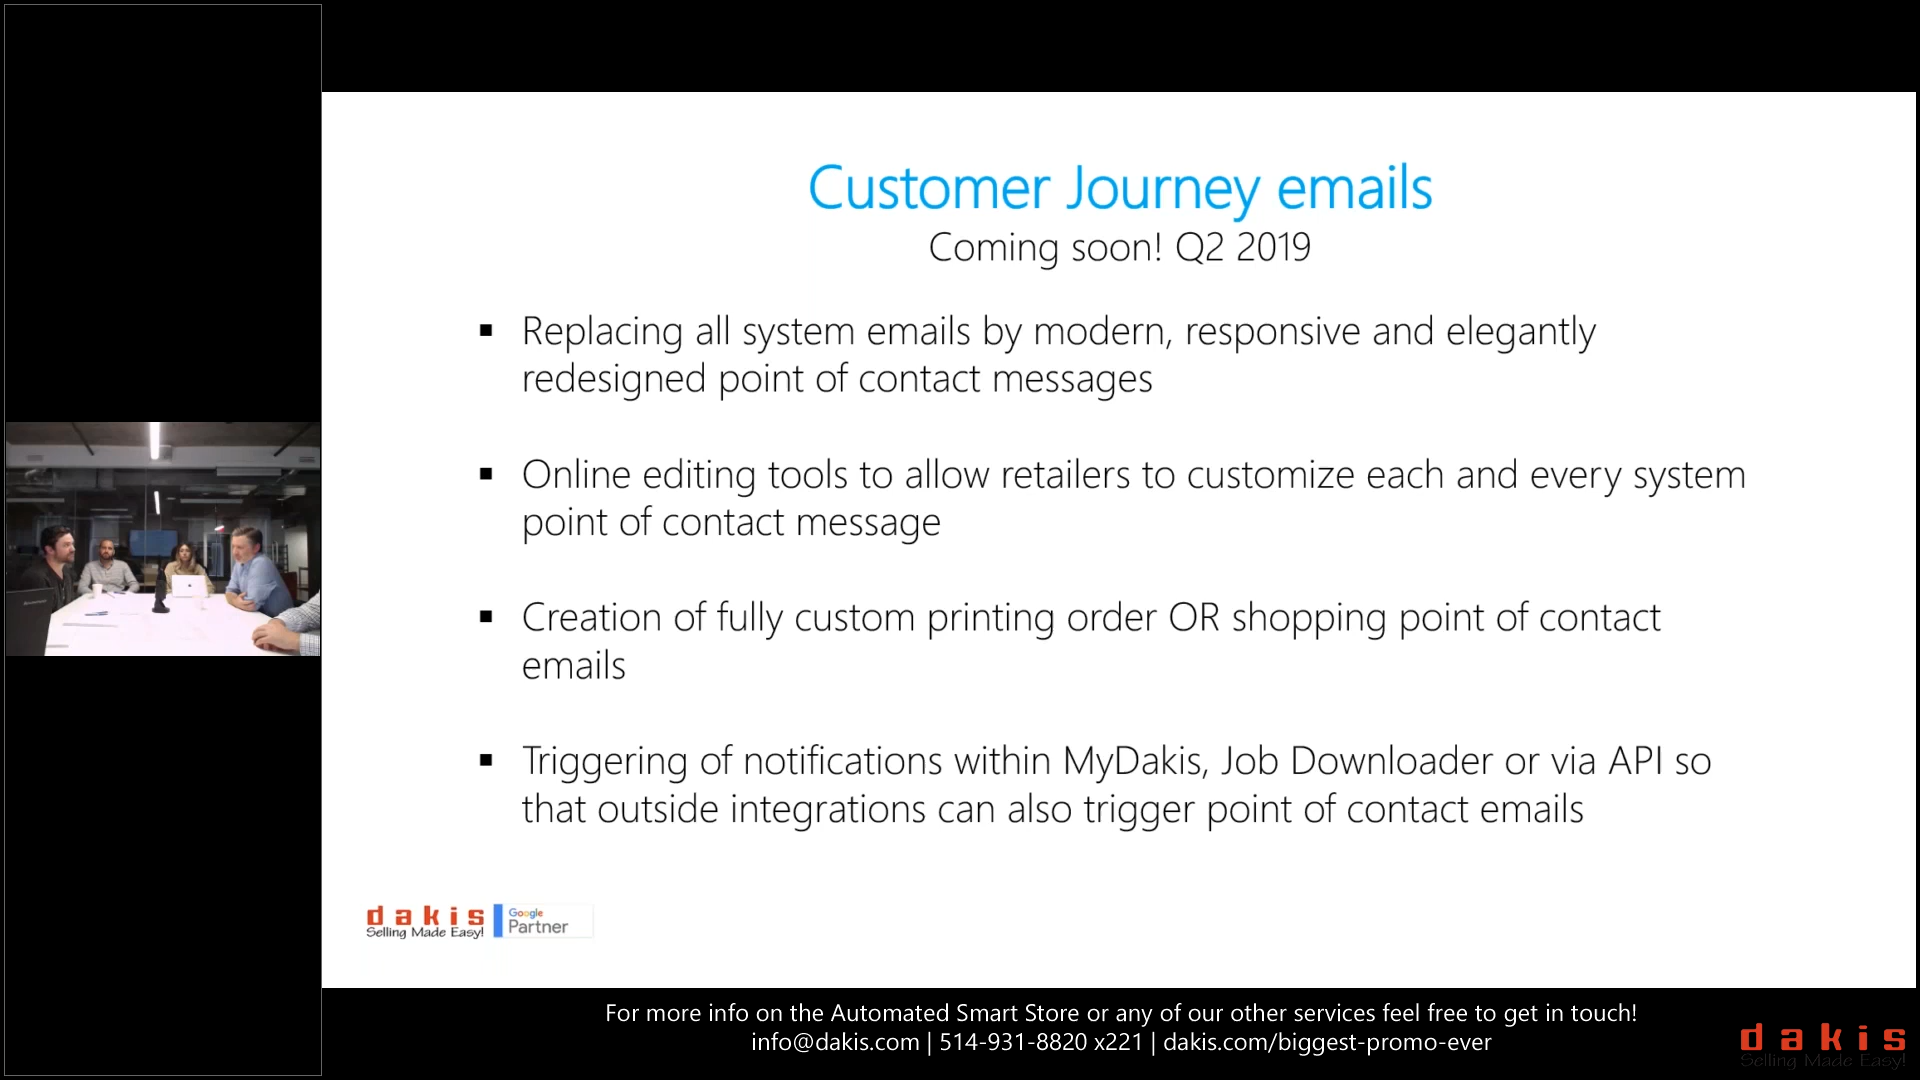 Customer Journey emails
Coming soon! Q2 2019
▪ Replacing all system emails by modern, responsive and elegantly
redesigned point of contact messages
▪ Online editing tools to allow retailers to customize each and every system
point of contact message
▪ Creation of fully custom printing order OR shopping point of contact
emails
▪ Triggering of notifications within MyDakis, Job Downloader or via API so
that outside integrations can also trigger point of contact emails
dakis
Selling Made Easy!
Google
Partner
For more info on the Automated Smart Store or any of our other services feel free to get in touch!
info@dakis.com | 514-931-8820 x221 | dakis.com/biggest-promo-ever
dakis
Selling Made Easy!